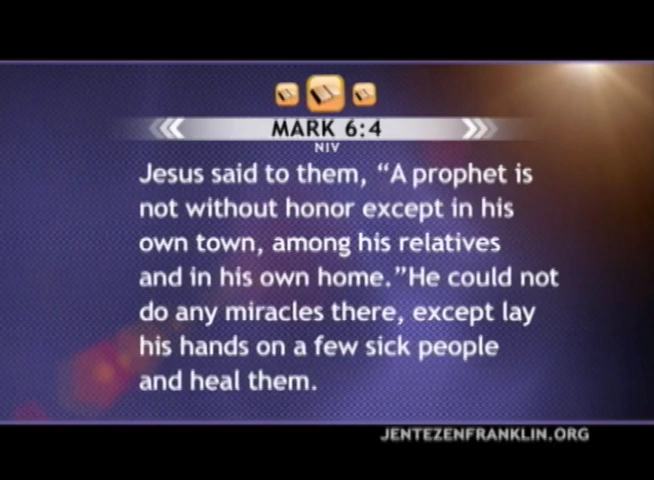 MARK 6:4
NIV
Jesus said to them, “A prophet is
not without honor except in his
own town, among his relatives
and in his own home.”He could not
do any miracles there, except lay
his hands on a few sick people
and heal them.
JENTEZENFRANKLIN.ORG